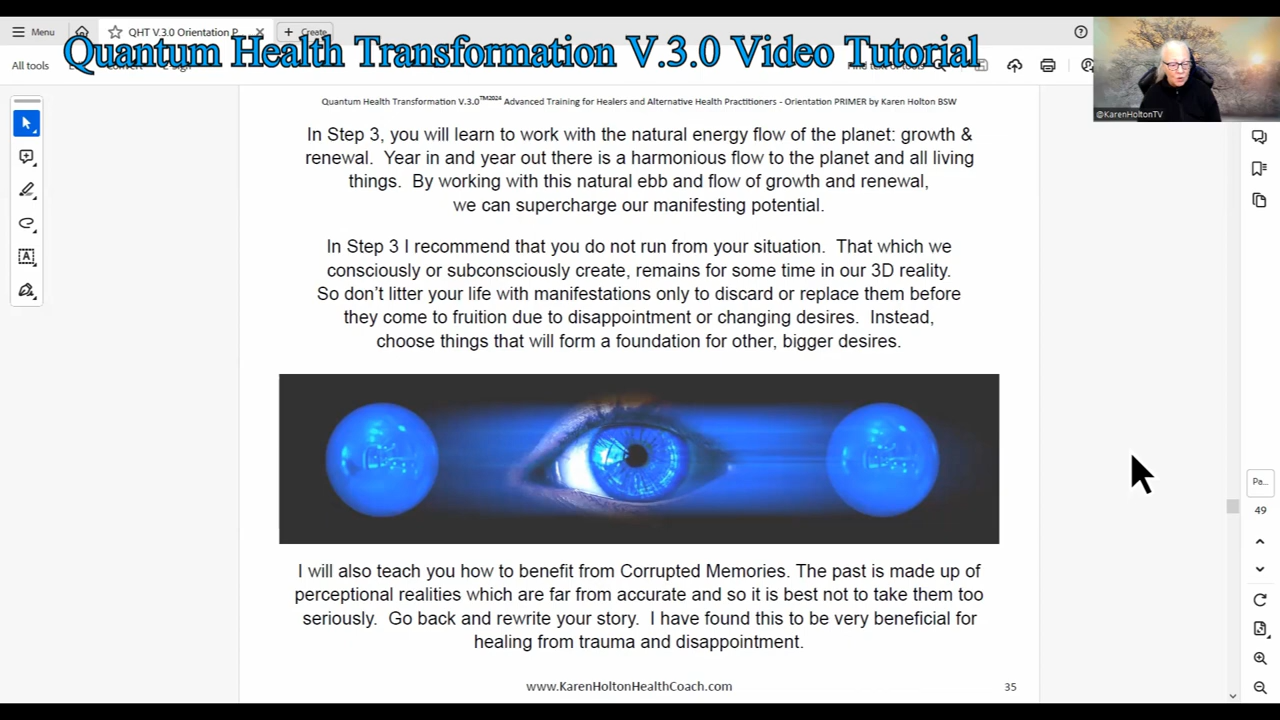 Menu
QHT V.3.0 Orientation P
Create
Quantum Health Transformation V.3.0 Video Tutorial
All tools
@KarenHoltonTV
Quantum Health Transformation V.3.0™2024 Advanced Training for Healers and Alternative Health Practitioners - Orientation PRIMER by Karen Holton BSW
In Step 3, you will learn to work with the natural energy flow of the planet: growth &
renewal. Year in and year out there is a harmonious flow to the planet and all living
things. By working with this natural ebb and flow of growth and renewal,
we can supercharge our manifesting potential.
In Step 3 I recommend that you do not run from your situation. That which we
consciously or subconsciously create, remains for some time in our 3D reality.
So don't litter your life with manifestations only to discard or replace them before
they come to fruition due to disappointment or changing desires. Instead,
choose things that will form a foundation for other, bigger desires.
I will also teach you how to benefit from Corrupted Memories. The past is made up of
perceptional realities which are far from accurate and so it is best not to take them too
seriously. Go back and rewrite your story. I have found this to be very beneficial for
healing from trauma and disappointment.
www.KarenHoltonHealthCoach.com
35
Pa...
49